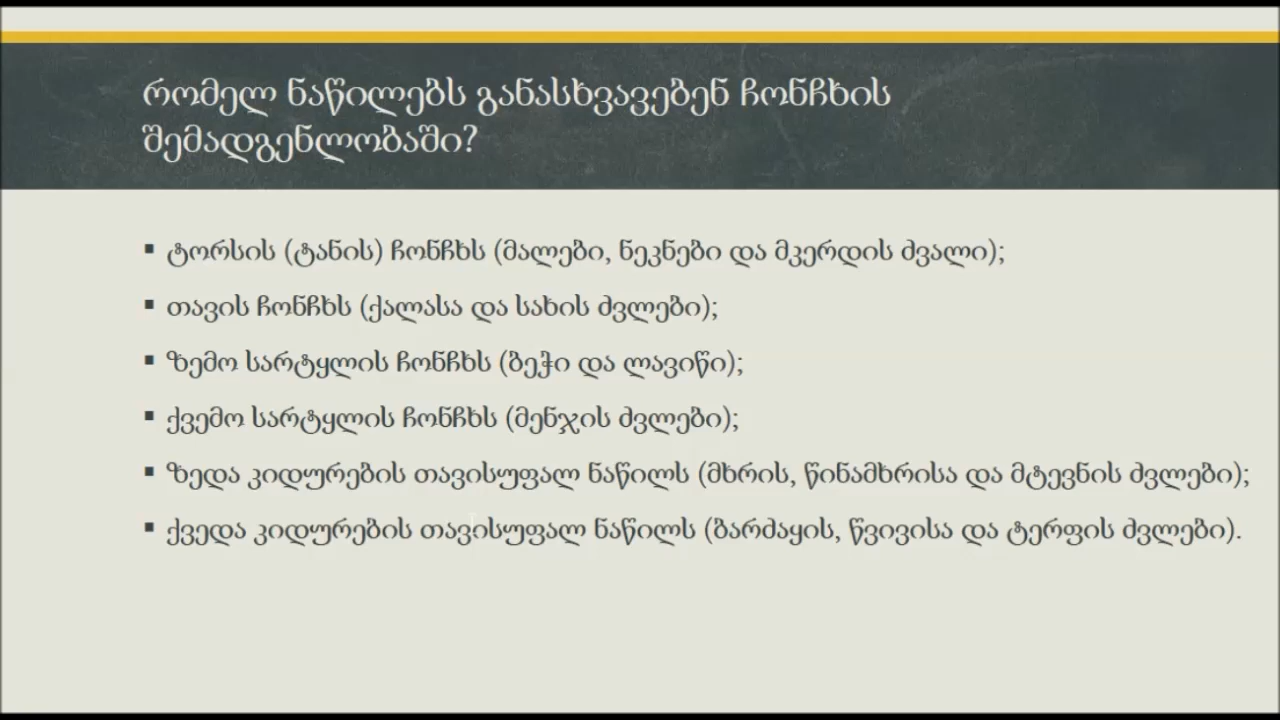 რომელ ნაწილებს განასხვავებენ ჩონჩხის
შემადგენლობაში?
▪ ტორსის (ტანის) ჩონჩხს (მალები, ნეკნები და მკერდის ძვალი);
▪ თავის ჩონჩხს (ქალასა და სახის ძვლები);
▪ ზემო სარტყლის ჩონჩხს (ბეჭი და ლავიწი);
▪ ქვემო სარტყლის ჩონჩხს (მენჯის ძვლები);
▪ ზედა კიდურების თავისუფალ ნაწილს (მხრის, წინამხრისა და მტევნის ძვლები);
▪ ქვედა კიდურების თავისუფალ ნაწილს (ბარძაყის, წვივისა და ტერფის ძვლები).